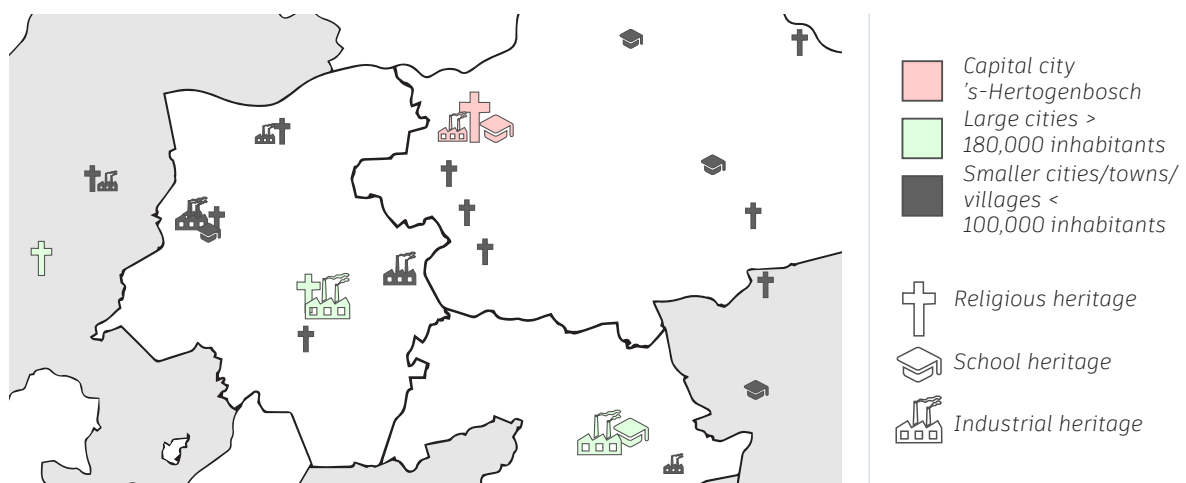 Capital city
's-Hertogenbosch
Large cities >
180,000 inhabitants
Smaller cities/towns/
villages <
100,000 inhabitants
Religious heritage
School heritage
Industrial heritage